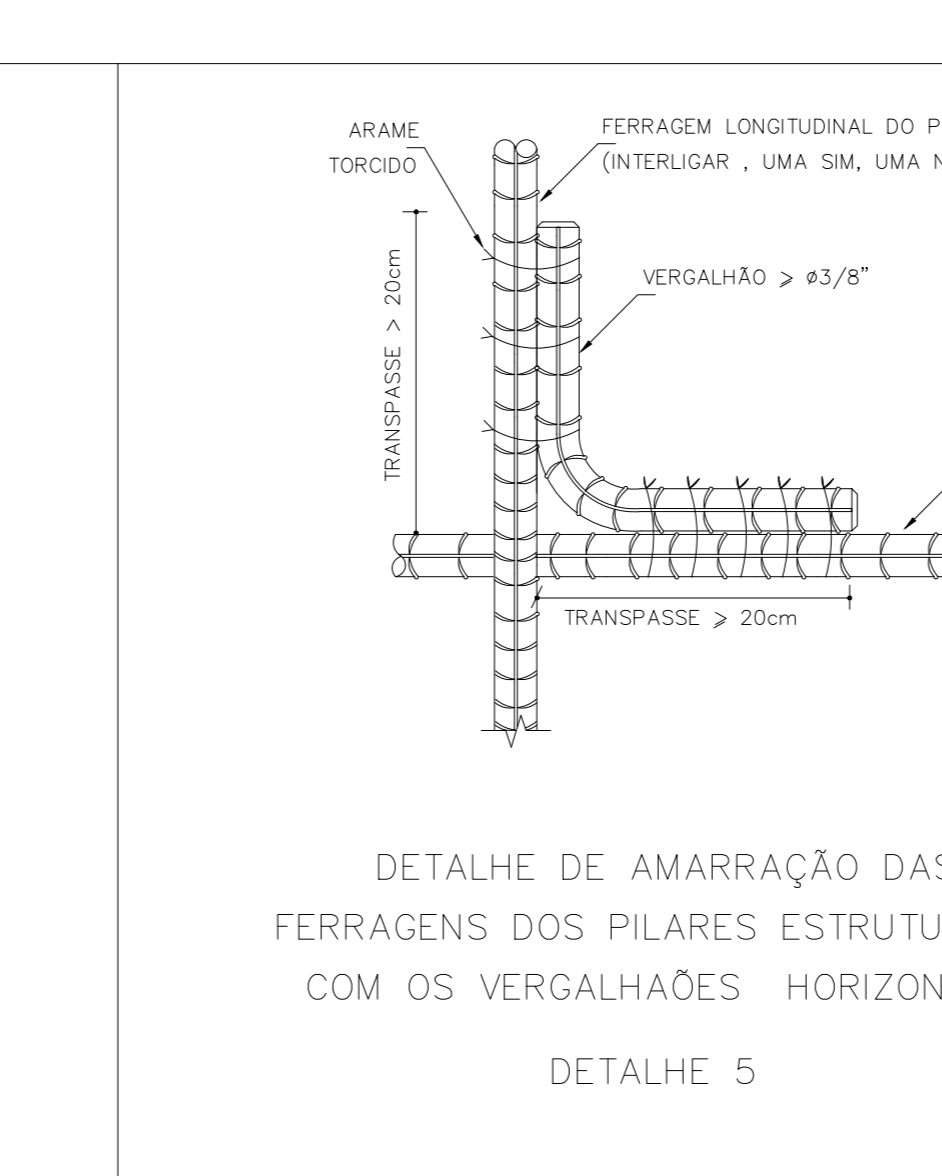 ARAME
TORCIDO
FERRAGEM LONGITUDINAL DO P
(INTERLIGAR , UMA SIM, UMA N
TRANSPASSE > 20cm
VERGALHÃO ⩾ ø3/8"
TRANSPASSE ⩾ 20cm
DETALHE DE AMARRAÇÃO DAS
FERRAGENS DOS PILARES ESTRUTU
COM OS VERGALHAÕES HORIZON
DETALHE 5